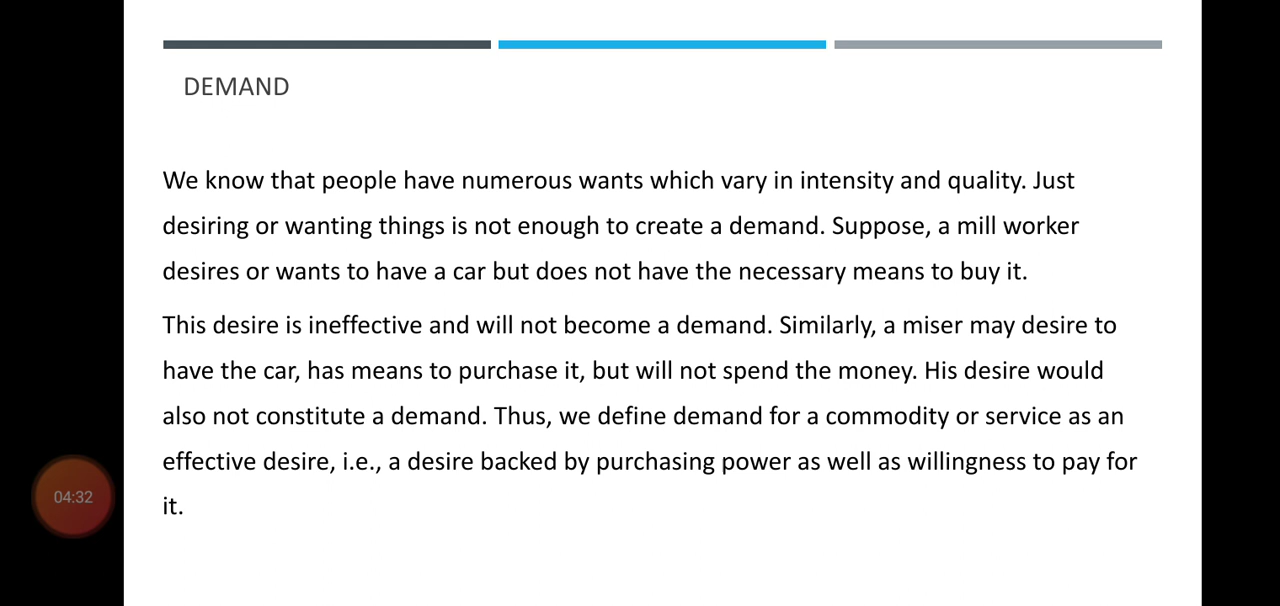 DEMAND
We know that people have numerous wants which vary in intensity and quality. Just
desiring or wanting things is not enough to create a demand. Suppose, a mill worker
desires or wants to have a car but does not have the necessary means to buy it.
This desire is ineffective and will not become a demand. Similarly, a miser may desire to
have the car, has means to purchase it, but will not spend the money. His desire would
also not constitute a demand. Thus, we define demand for a commodity or service as an
effective desire, i.e., a desire backed by purchasing power as well as willingness to pay for
it.
04:32